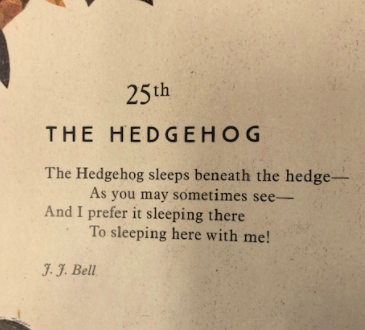 25th
THE HEDGEHOG
The Hedgehog sleeps beneath the hedge—
As you may sometimes see—
And I prefer it sleeping there
To sleeping here with me!
J. J. Bell